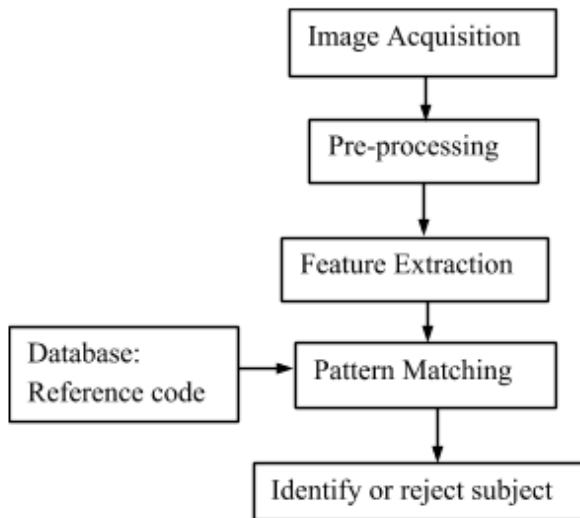 Image Acquisition
Pre-processing
Feature Extraction
Database:
Reference code
Pattern Matching
Identify or reject subject